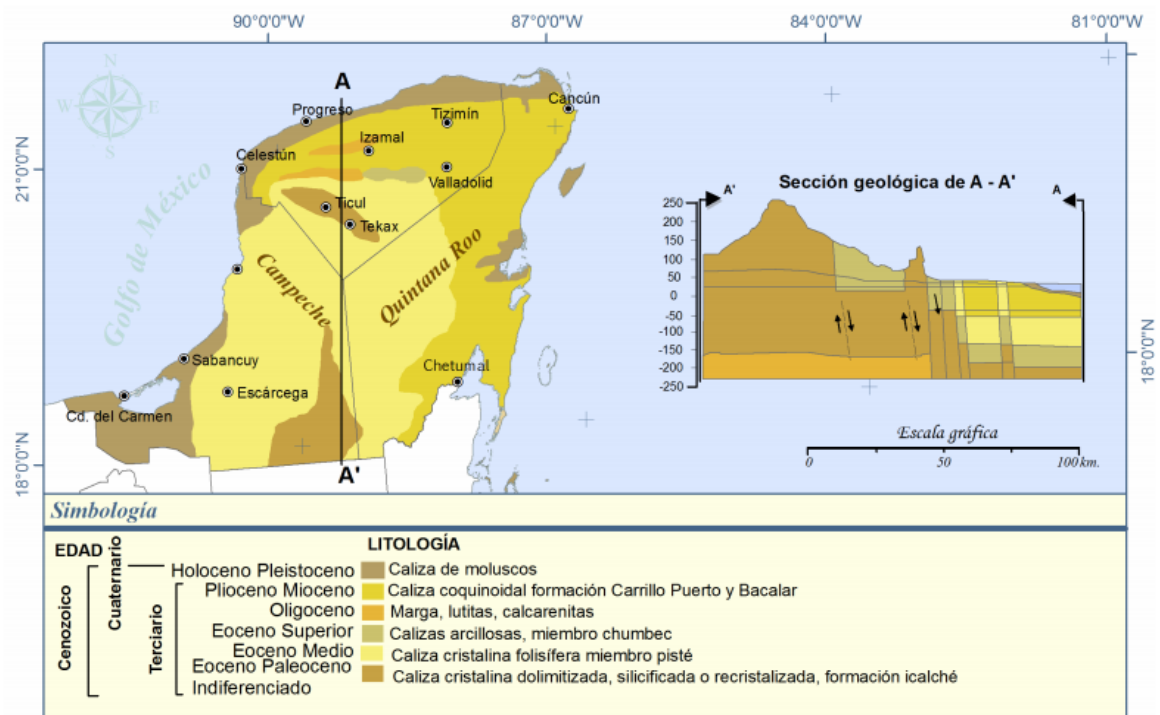 90°0'0"W 87°0'0"W 84°0'0"W 81°0'0"W
21°0'0"N
18°0'0"N
18°0'0"N
N
W E
S
Golfo de México
A
Progreso
Tizimín
Cancún
Izamal
Celestún
Valladolid
Ticul
Tekax
Campeche
Quintana Roo
Sabancuy
Chetumal
Escárcega
Cd. del Carmen
A'
Sección geológica de A - A'
A' A
250
200
150
100
50
0
-50
-100
-150
-200
-250
Escala gráfica
0 50 100 km.
Simbología
EDAD
Cenozoico
Cuaternario
Terciario
LITOLOGÍA
Holoceno Pleistoceno Caliza de moluscos
Plioceno Mioceno Caliza coquinoidal formación Carrillo Puerto y Bacalar
Oligoceno Marga, lutitas, calcarenitas
Eoceno Superior Calizas arcillosas, miembro chumbec
Eoceno Medio Caliza cristalina folisífera miembro pisté
Eoceno Paleoceno Caliza cristalina dolimitizada, silicificada o recristalizada, formación icalché
Indiferenciado